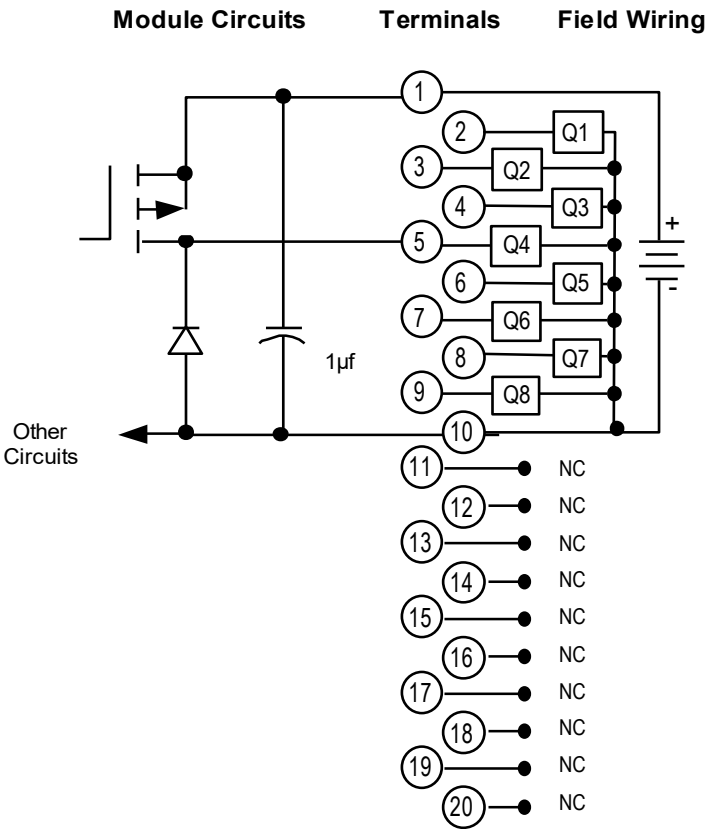 Module Circuits Terminals Field Wiring
1
2 Q1
3 Q2
4 Q3
+
5 Q4
6 Q5
-
7 Q6
8 Q7
1µf
9 Q8
10
Other
Circuits
11 NC
12 NC
13 NC
14 NC
15 NC
16 NC
17 NC
18 NC
19 NC
20 NC